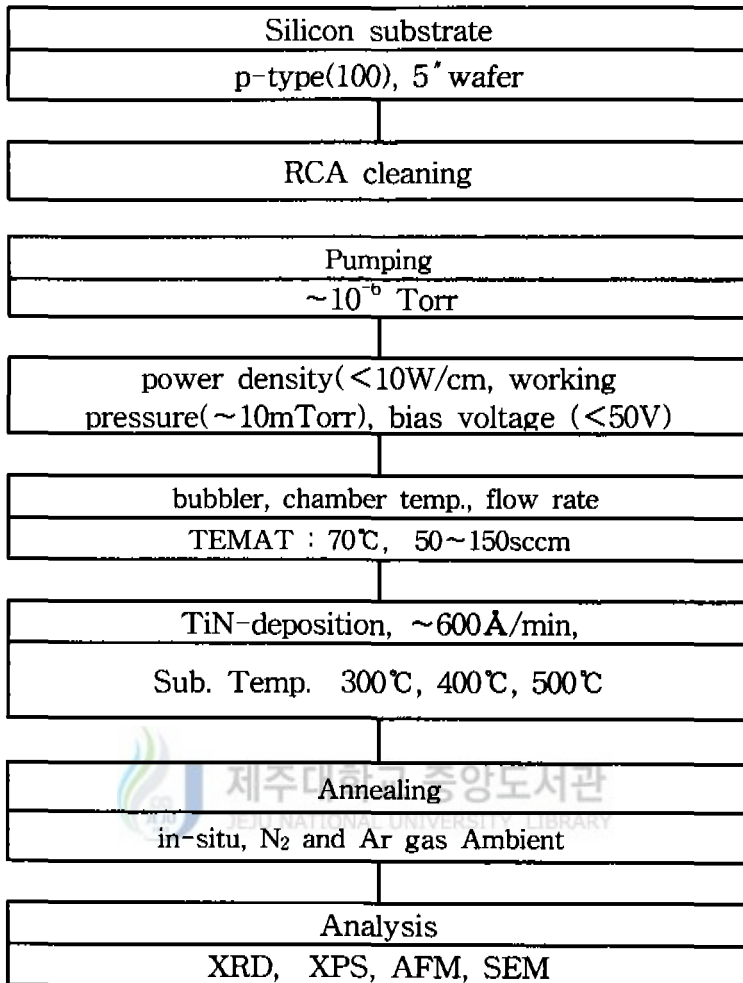 Silicon substrate
p-type(100), 5″ wafer
RCA cleaning
Pumping
~10⁻⁶ Torr
power density(<10W/cm, working
pressure(~10mTorr), bias voltage (<50V)
bubbler, chamber temp., flow rate
TEMAT : 70℃, 50~150sccm
TiN-deposition, ~600Å/min,
Sub. Temp. 300℃, 400℃, 500℃
제주대학교 중앙도서관
Annealing
JEJU NATIONAL UNIVERSITY LIBRARY
in-situ, N₂ and Ar gas Ambient
Analysis
XRD, XPS, AFM, SEM